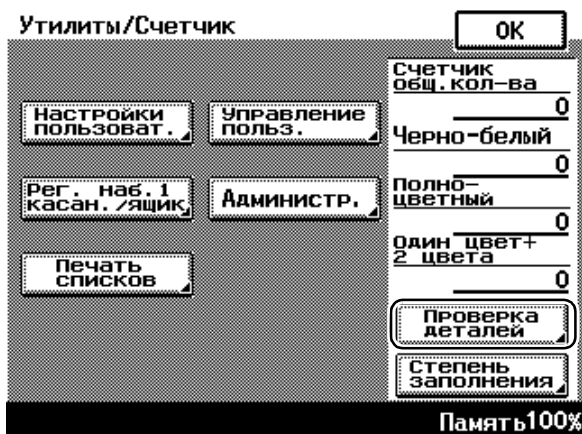 Утилиты/Счетчик
OK
Настройки
пользоват.
Управление
польз.
Рег. наб.1
касан./ящик
Администр.
Печать
списков
Счетчик
общ.кол-ва
0
Черно-белый
0
Полно-
цветный
0
Один цвет+
2 цвета
0
Проверка
деталей
Степень
заполнения
Память100%